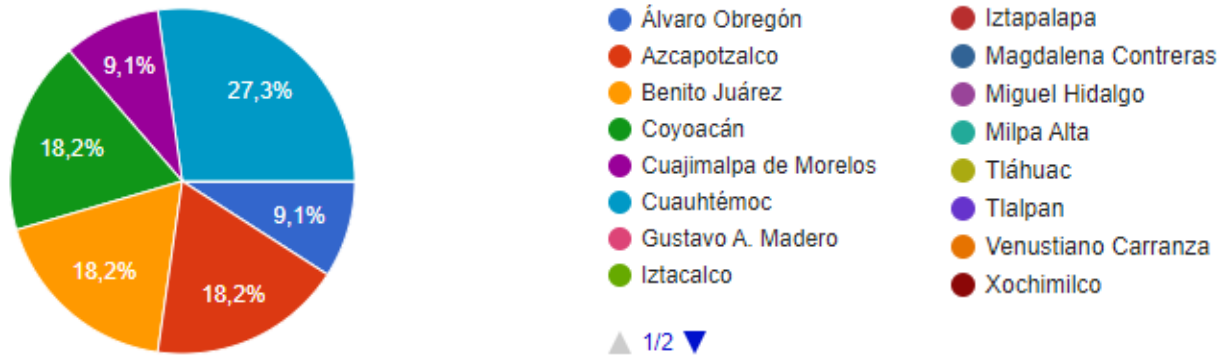 9,1%
27,3%
18,2%
9,1%
18,2%
18,2%
Álvaro Obregón
Azcapotzalco
Benito Juárez
Coyoacán
Cuajimalpa de Morelos
Cuauhtémoc
Gustavo A. Madero
Iztacalco
1/2
Iztapalapa
Magdalena Contreras
Miguel Hidalgo
Milpa Alta
Tláhuac
Tlalpan
Venustiano Carranza
Xochimilco